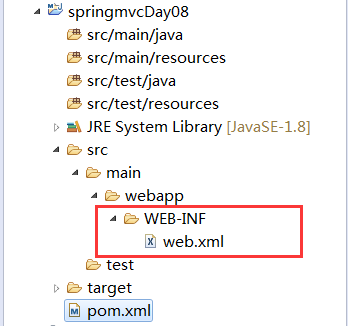 springmvcDay08
src/main/java
src/main/resources
src/test/java
src/test/resources
JRE System Library [JavaSE-1.8]
src
main
webapp
WEB-INF
web.xml
test
target
pom.xml